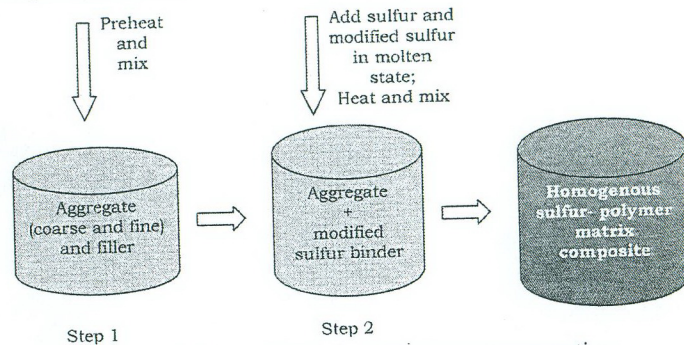 Preheat
and
mix
Add sulfur and
modified sulfur
in molten
state;
Heat and mix
Aggregate
(coarse and fine)
and filler
Aggregate
+
modified
sulfur binder
Homogenous
sulfur- polymer
matrix
composite
Step 1
Step 2